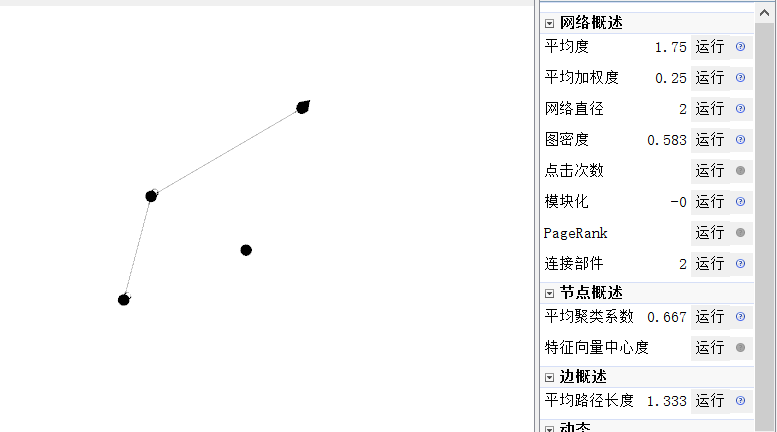 网络概述
平均度 1.75 运行
平均加权度 0.25 运行
网络直径 2 运行
图密度 0.583 运行
点击次数 运行
模块化 -0 运行
PageRank 运行
连接部件 2 运行
节点概述
平均聚类系数 0.667 运行
特征向量中心度 运行
边概述
平均路径长度 1.333 运行
动态